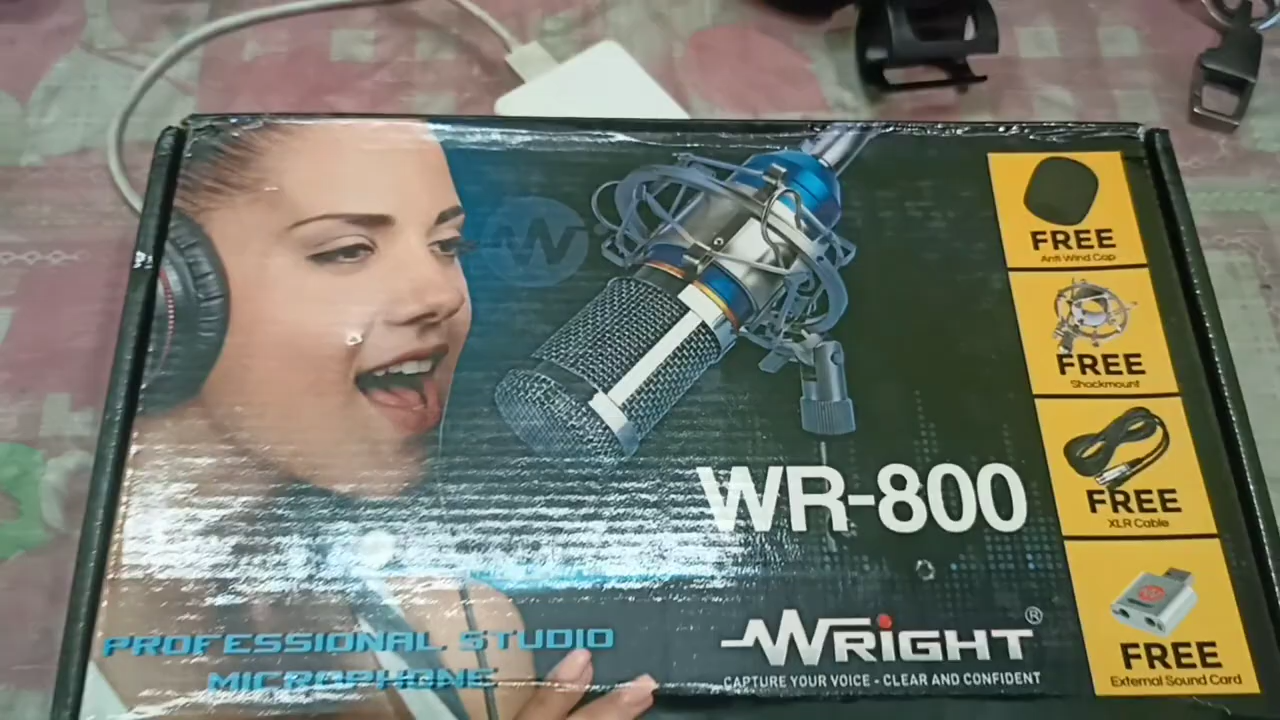 FREE
Anti Wind Cap
FREE
Shockmount
FREE
XLR Cable
WR-800
WRIGHT®
CAPTURE YOUR VOICE - CLEAR AND CONFIDENT
FREE
External Sound Card
PROFESSIONAL STUDIO
MICROPHONE